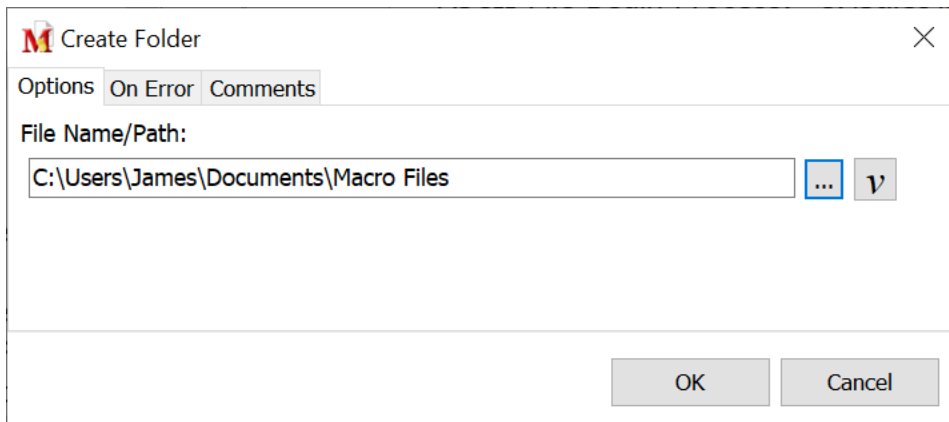 Create Folder
Options On Error Comments
File Name/Path:
C:\Users\James\Documents\Macro Files
... v
OK Cancel